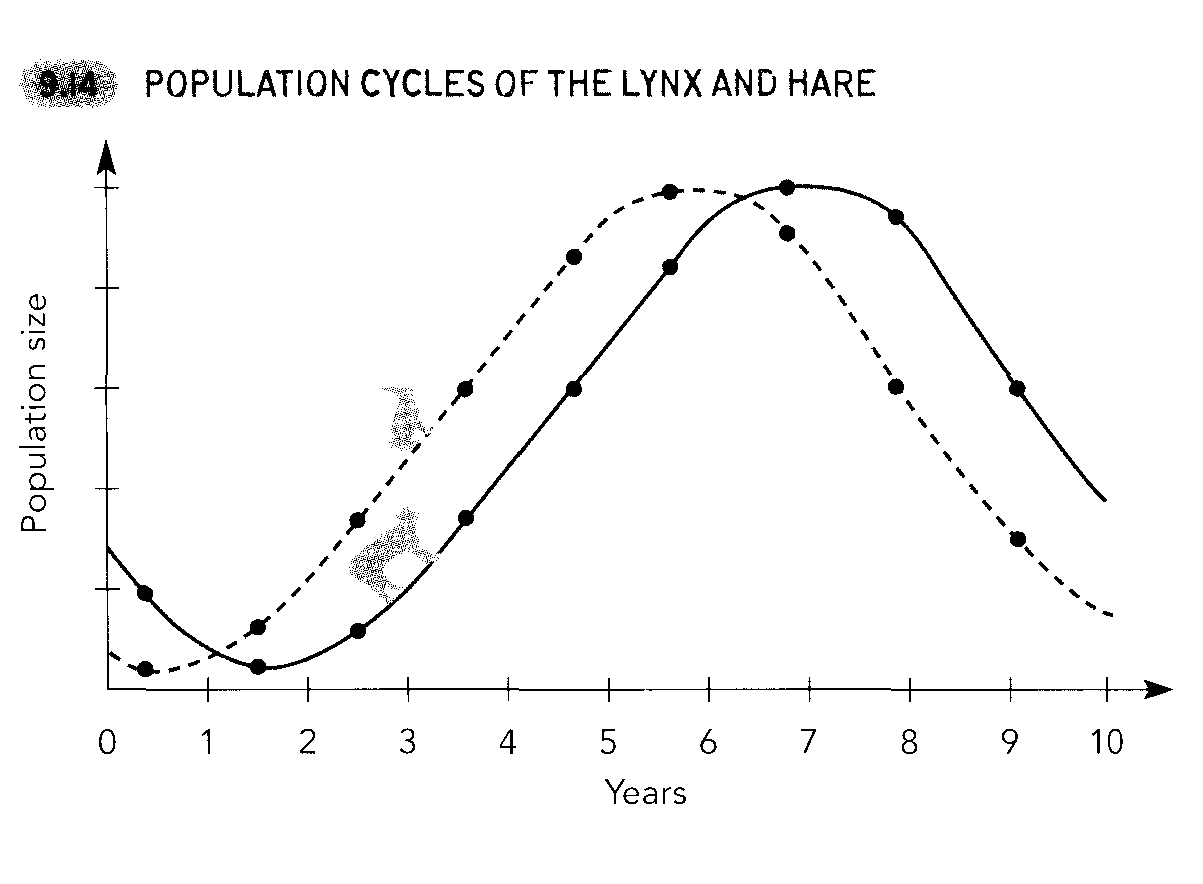 9.14 POPULATION CYCLES OF THE LYNX AND HARE
Population size
0 1 2 3 4 5 6 7 8 9 10
Years